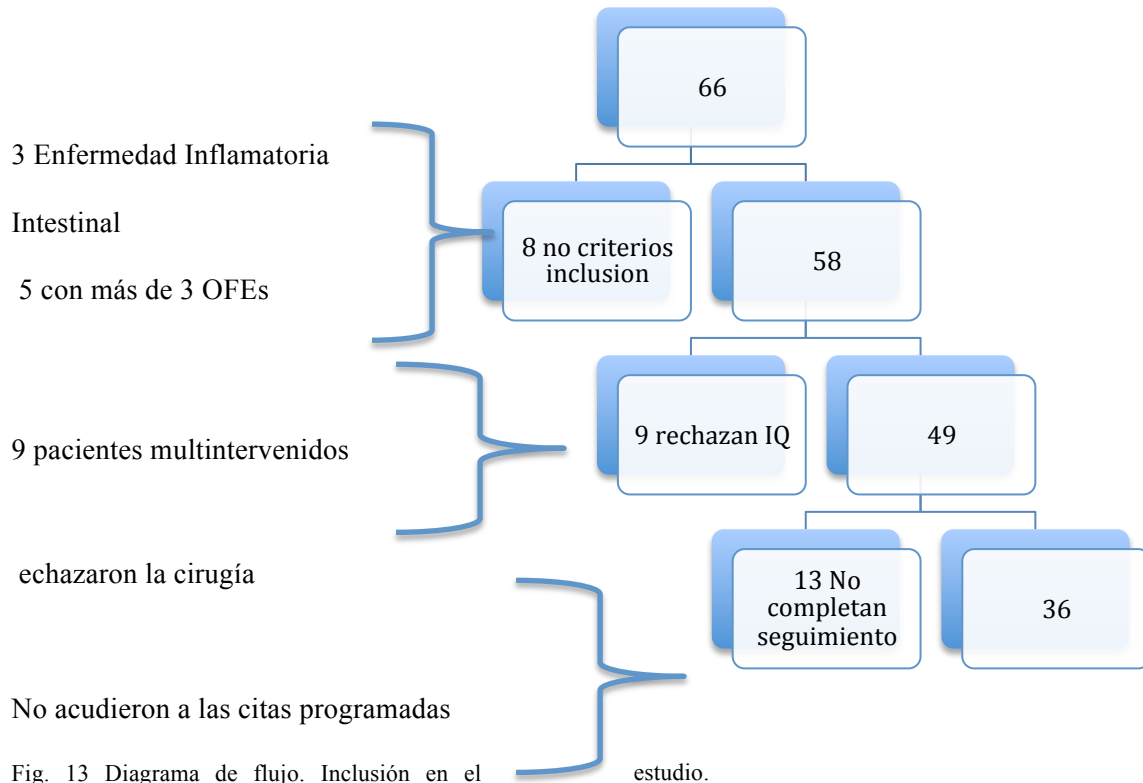 66
3 Enfermedad Inflamatoria
Intestinal
5 con más de 3 OFEs
8 no criterios
inclusion
58
9 pacientes multintervenidos
echazaron la cirugía
9 rechazan IQ
49
13 No
completan
seguimiento
36
No acudieron a las citas programadas
Fig. 13 Diagrama de flujo. Inclusión en el estudio.